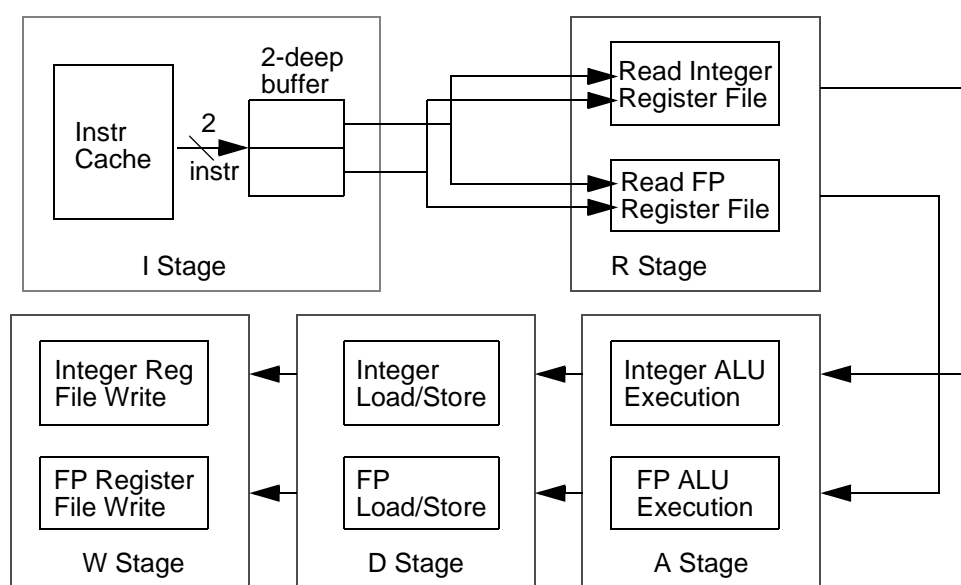 2-deep
buffer
Instr
Cache
2
instr
I Stage
Read Integer
Register File
Read FP
Register File
R Stage
Integer Reg
File Write
FP Register
File Write
W Stage
Integer
Load/Store
FP
Load/Store
D Stage
Integer ALU
Execution
FP ALU
Execution
A Stage